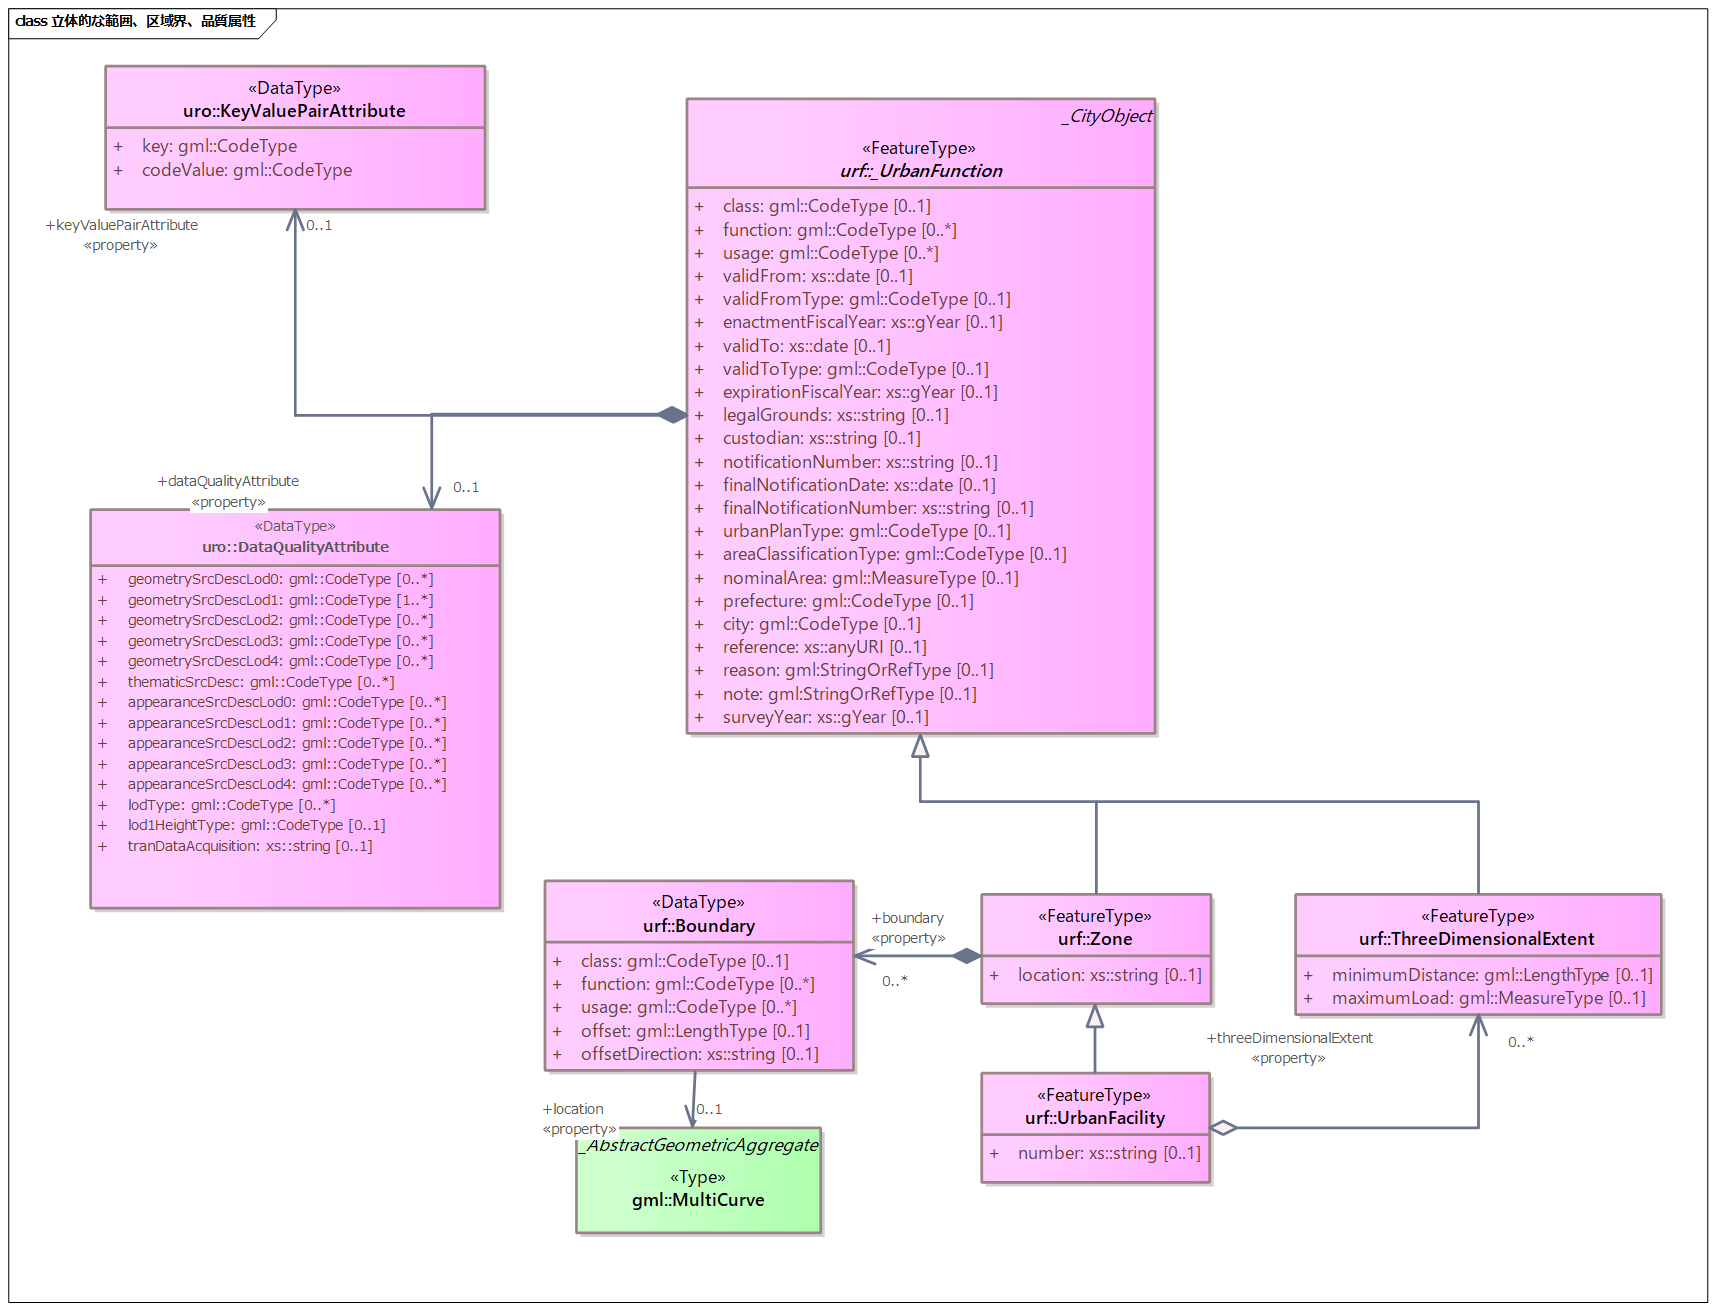 class 立体的な範囲、区域界、品質属性
«DataType»
uro::KeyValuePairAttribute
+ key: gml::CodeType
+ codeValue: gml::CodeType
+keyValuePairAttribute
«property»
0..1
_CityObject
«FeatureType»
urf::_UrbanFunction
+ class: gml::CodeType [0..1]
+ function: gml::CodeType [0..*]
+ usage: gml::CodeType [0..*]
+ validFrom: xs::date [0..1]
+ validFromType: gml::CodeType [0..1]
+ enactmentFiscalYear: xs::gYear [0..1]
+ validTo: xs::date [0..1]
+ validToType: gml::CodeType [0..1]
+ expirationFiscalYear: xs::gYear [0..1]
+ legalGrounds: xs::string [0..1]
+ custodian: xs::string [0..1]
+ notificationNumber: xs::string [0..1]
+ finalNotificationDate: xs::date [0..1]
+ finalNotificationNumber: xs::string [0..1]
+ urbanPlanType: gml::CodeType [0..1]
+ areaClassificationType: gml::CodeType [0..1]
+ nominalArea: gml::MeasureType [0..1]
+ prefecture: gml::CodeType [0..1]
+ city: gml::CodeType [0..1]
+ reference: xs::anyURI [0..1]
+ reason: gml:StringOrRefType [0..1]
+ note: gml:StringOrRefType [0..1]
+ surveyYear: xs::gYear [0..1]
+dataQualityAttribute
«property»
0..1
«DataType»
uro::DataQualityAttribute
+ geometrySrcDescLod0: gml::CodeType [0..*]
+ geometrySrcDescLod1: gml::CodeType [1..*]
+ geometrySrcDescLod2: gml::CodeType [0..*]
+ geometrySrcDescLod3: gml::CodeType [0..*]
+ geometrySrcDescLod4: gml::CodeType [0..*]
+ thematicSrcDesc: gml::CodeType [0..*]
+ appearanceSrcDescLod0: gml::CodeType [0..*]
+ appearanceSrcDescLod1: gml::CodeType [0..*]
+ appearanceSrcDescLod2: gml::CodeType [0..*]
+ appearanceSrcDescLod3: gml::CodeType [0..*]
+ appearanceSrcDescLod4: gml::CodeType [0..*]
+ lodType: gml::CodeType [0..*]
+ lod1HeightType: gml::CodeType [0..1]
+ tranDataAcquisition: xs::string [0..1]
«DataType»
urf::Boundary
+ class: gml::CodeType [0..1]
+ function: gml::CodeType [0..*]
+ usage: gml::CodeType [0..*]
+ offset: gml::LengthType [0..1]
+ offsetDirection: xs::string [0..1]
+boundary
«property»
0..*
«FeatureType»
urf::Zone
+ location: xs::string [0..1]
«FeatureType»
urf::ThreeDimensionalExtent
+ minimumDistance: gml::LengthType [0..1]
+ maximumLoad: gml::MeasureType [0..1]
+threeDimensionalExtent
«property»
0..*
«FeatureType»
urf::UrbanFacility
+ number: xs::string [0..1]
+location
«property»
0..1
_AbstractGeometricAggregate
«Type»
gml::MultiCurve